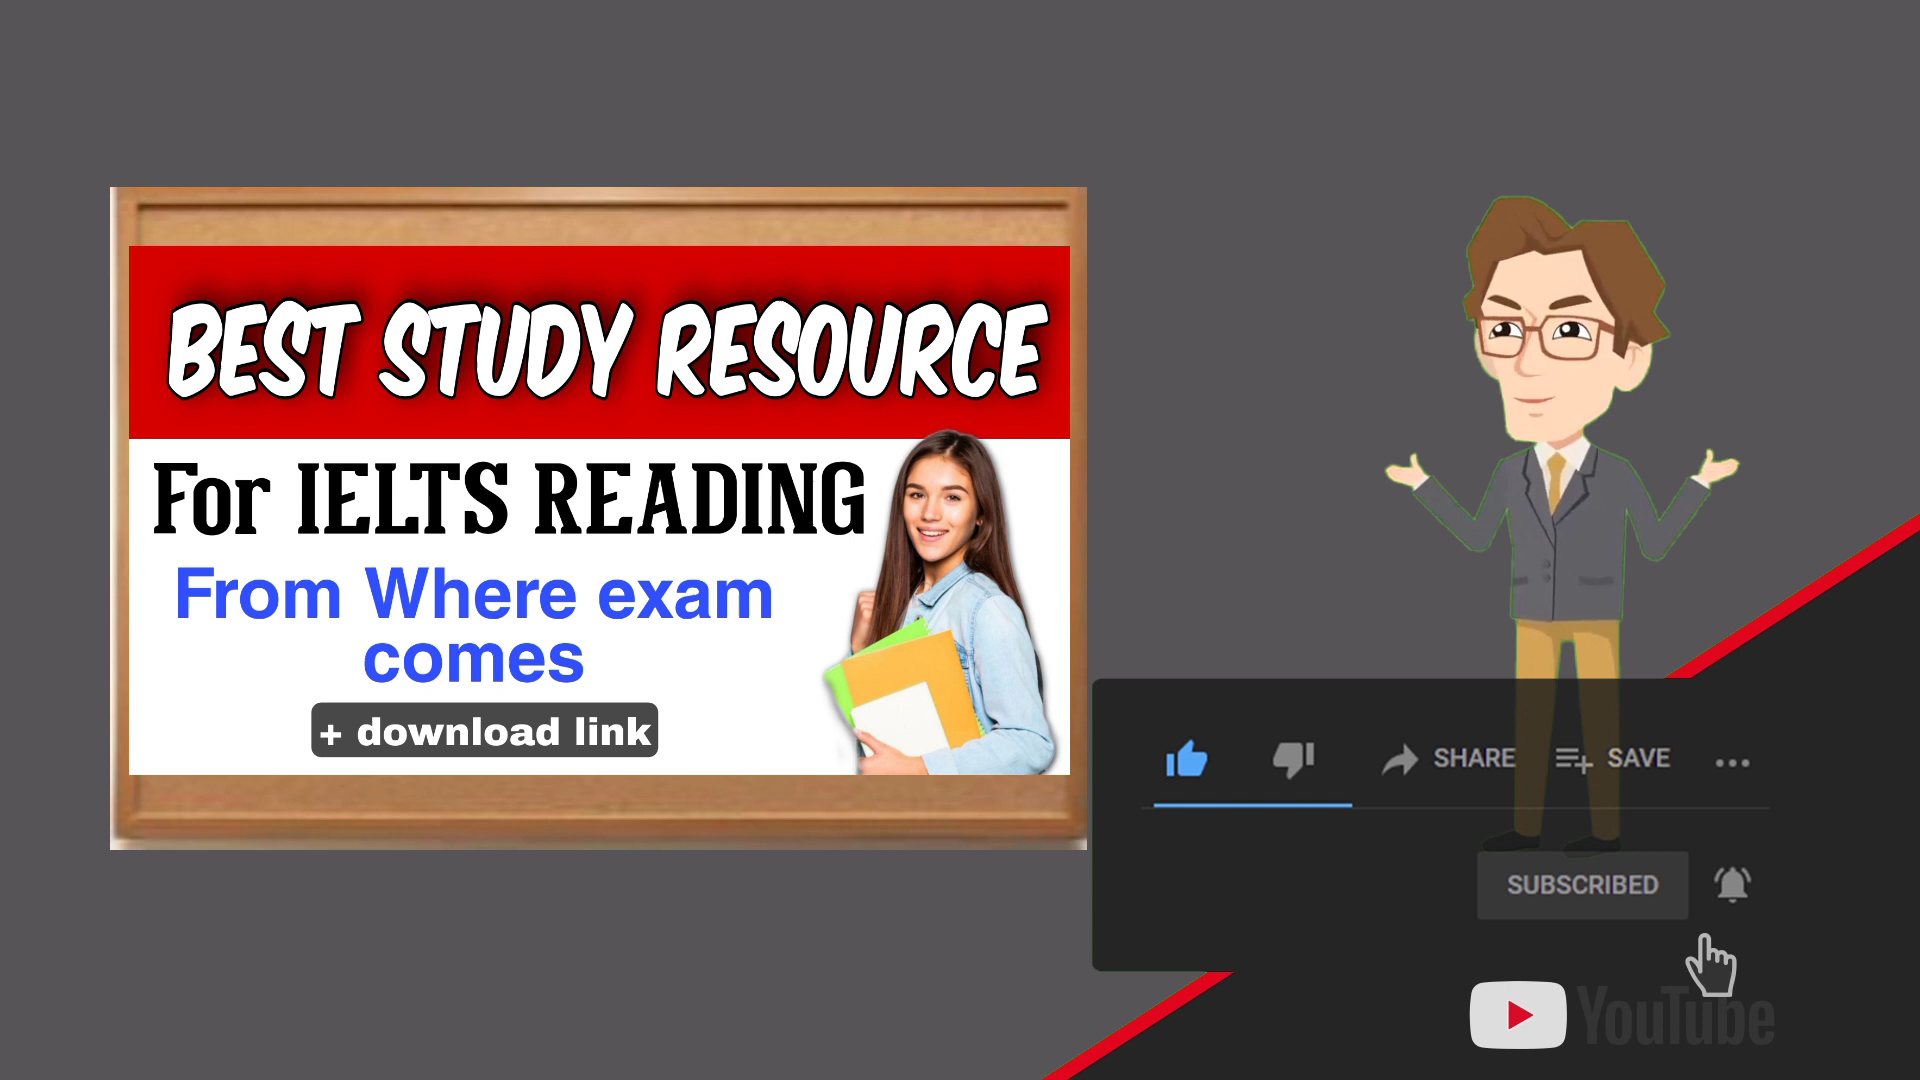 BEST STUDY RESOURCE
For IELTS READING
From Where exam
comes
+ download link
SHARE
SAVE
SUBSCRIBED
YouTube